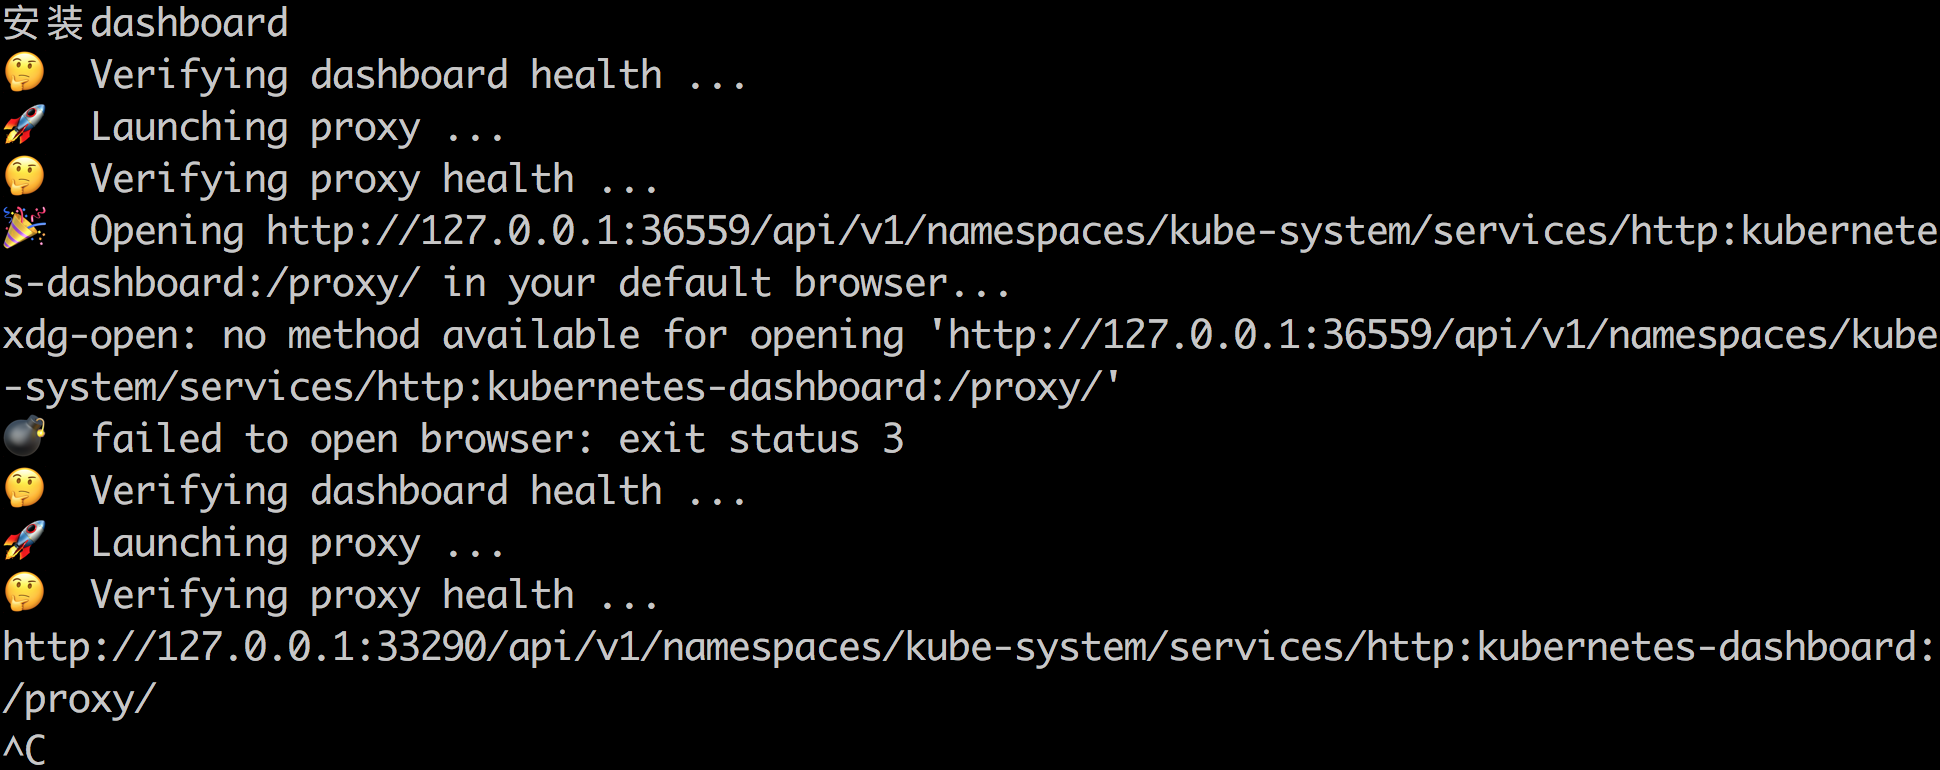 安装dashboard
🤔  Verifying dashboard health ...
🚀  Launching proxy ...
🤔  Verifying proxy health ...
🎉  Opening http://127.0.0.1:36559/api/v1/namespaces/kube-system/services/http:kubernete
s-dashboard:/proxy/ in your default browser...
xdg-open: no method available for opening 'http://127.0.0.1:36559/api/v1/namespaces/kube
-system/services/http:kubernetes-dashboard:/proxy/'
💣  failed to open browser: exit status 3
🤔  Verifying dashboard health ...
🚀  Launching proxy ...
🤔  Verifying proxy health ...
http://127.0.0.1:33290/api/v1/namespaces/kube-system/services/http:kubernetes-dashboard:
/proxy/
^C